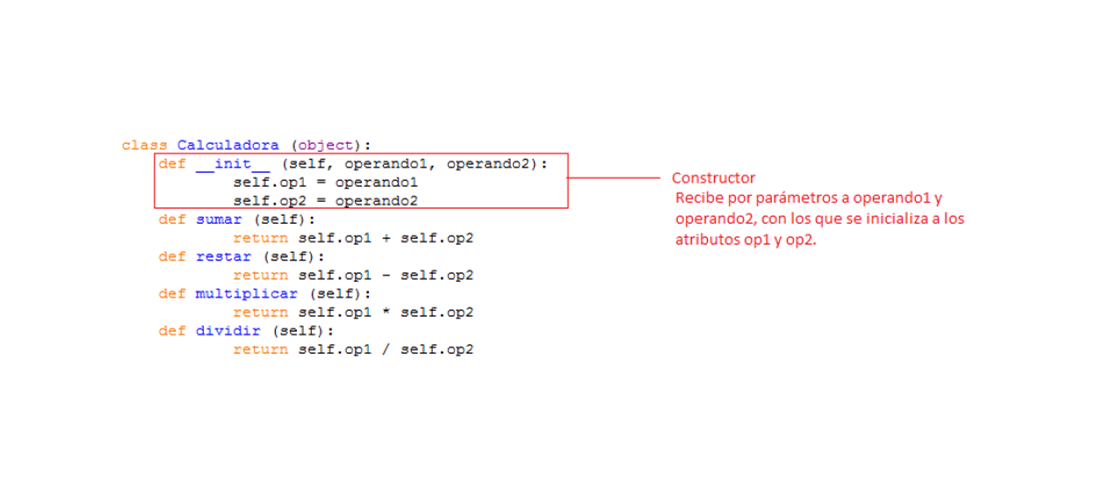 class Calculadora (object):
def __init__ (self, operando1, operando2):
self.op1 = operando1
self.op2 = operando2
def sumar (self):
return self.op1 + self.op2
def restar (self):
return self.op1 - self.op2
def multiplicar (self):
return self.op1 * self.op2
def dividir (self):
return self.op1 / self.op2
Constructor
Recibe por parámetros a operando1 y
operando2, con los que se inicializa a los
atributos op1 y op2.